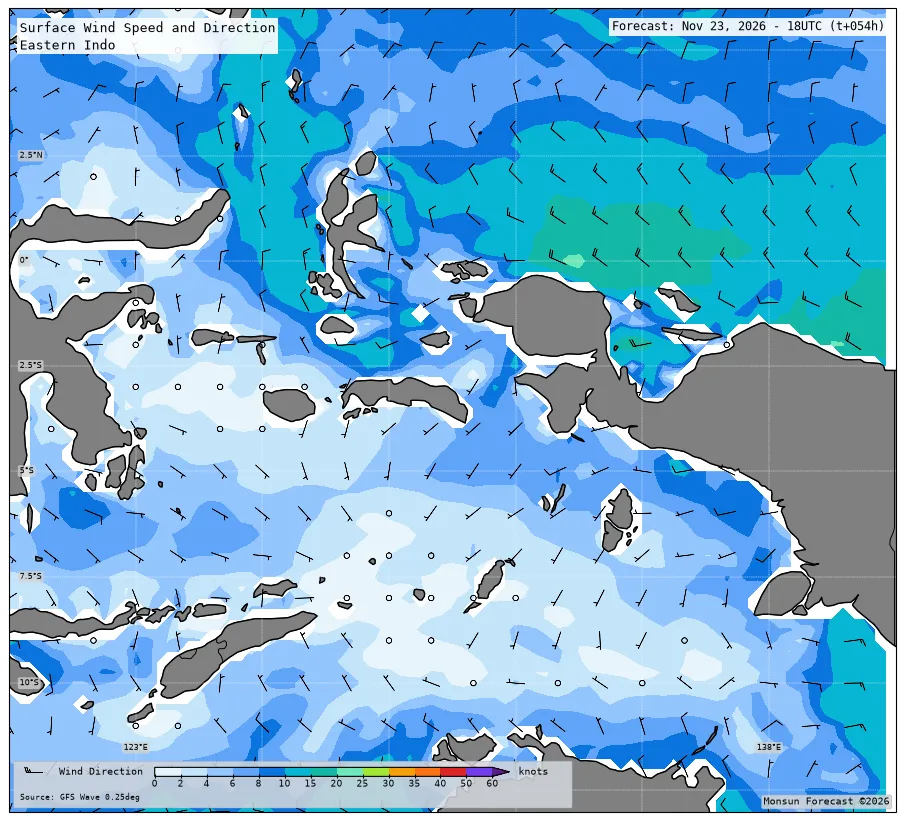 Surface Wind Speed and Direction
Eastern Indo
Forecast: Nov 23, 2026 - 18UTC (t+054h)
2.5°N
0°
2.5°S
5°S
7.5°S
10°S
123°E
138°E
Wind Direction
0 2 4 6 8 10 15 20 25 30 35 40 50 60
knots
Source: GFS Wave 0.25deg
Monsun Forecast ©2026